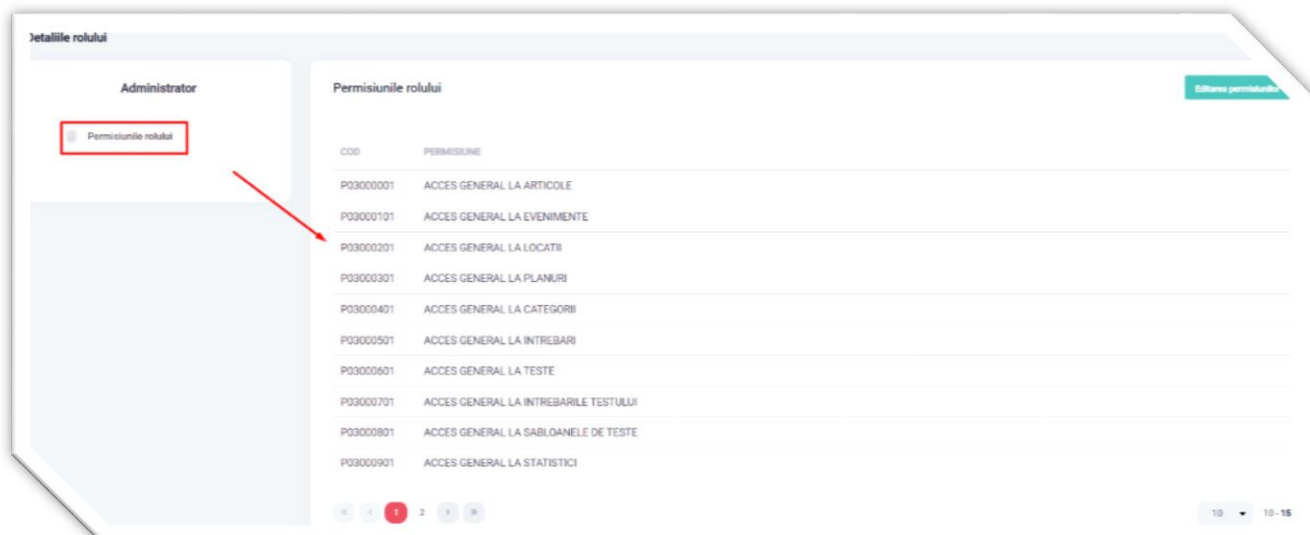 Detaliile rolului
Administrator
Permisiunile rolului
Permisiunile rolului
Editarea permisiunilor
COD PERMISIUNE
P03000001 ACCES GENERAL LA ARTICOLE
P03000101 ACCES GENERAL LA EVENIMENTE
P03000201 ACCES GENERAL LA LOCATII
P03000301 ACCES GENERAL LA PLANURI
P03000401 ACCES GENERAL LA CATEGORII
P03000501 ACCES GENERAL LA INTREBARI
P03000601 ACCES GENERAL LA TESTE
P03000701 ACCES GENERAL LA INTREBARILE TESTULUI
P03000801 ACCES GENERAL LA SABLOANELE DE TESTE
P03000901 ACCES GENERAL LA STATISTICI
« ‹ 1 2 › »
10 10-15